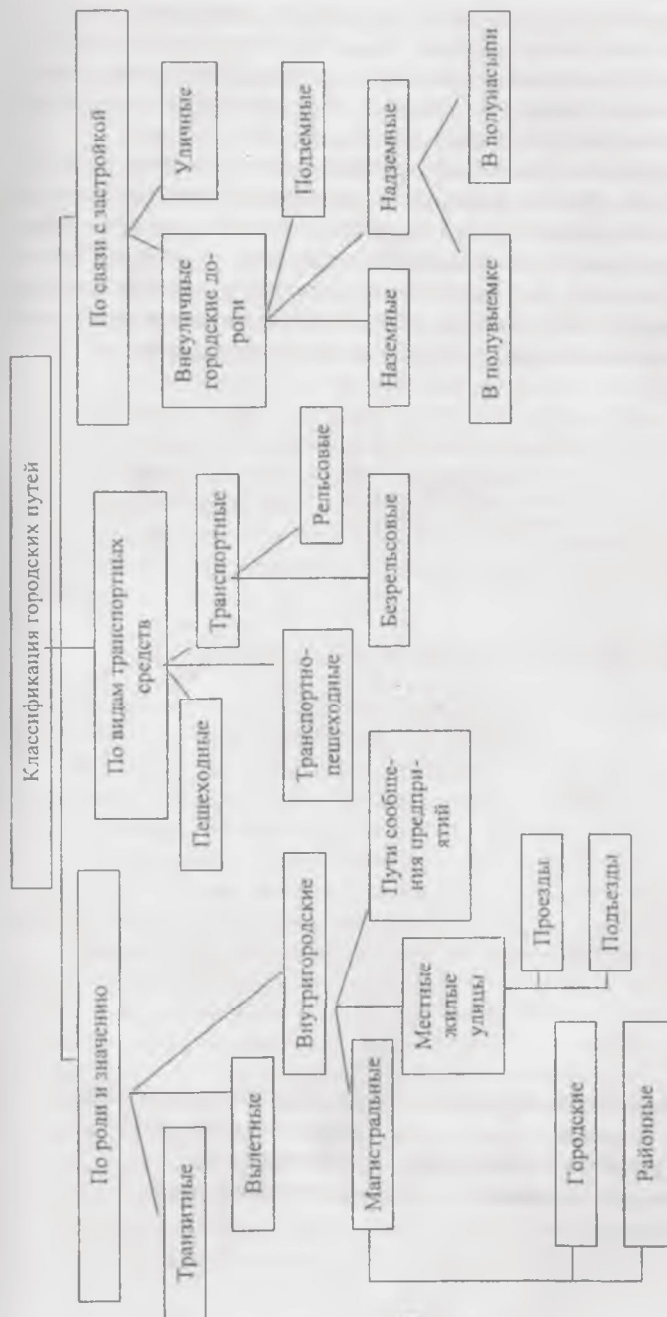 Классификация городских путей
По роли и значению
По видам транспортных
средств
По связи с застройкой
Транзитные
Вылетные
Внутригородские
Магистральные
Местные
жилые
улицы
Пути сообще-
ния предпри-
ятий
Городские
Районные
Проезды
Подъезды
Пешеходные
Транспортно-
пешеходные
Транспортные
Рельсовые
Безрельсовые
Внеуличные
городские до-
роги
Уличные
Наземные
Надземные
Подземные
В полувыемке
В полунасыпи